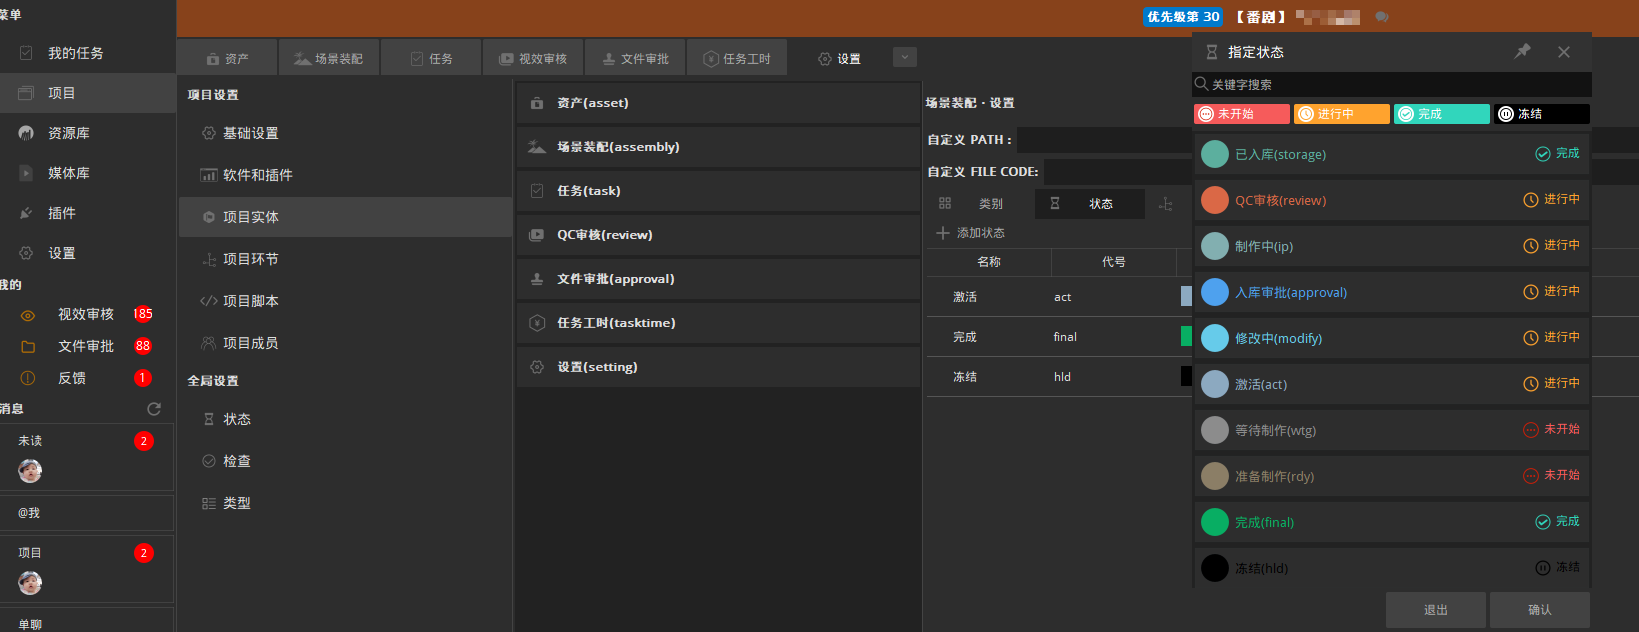 菜单
我的任务
项目
资源库
媒体库
插件
设置
我的
视效审核 185
文件审批 88
反馈 1
消息
未读 2
@我
项目 2
单聊
优先级第 30 【番剧】
资产 场景装配 任务 视效审核 文件审批 任务工时 设置
项目设置
基础设置
软件和插件
项目实体
项目环节
项目脚本
项目成员
全局设置
状态
检查
类型
资产(asset)
场景装配(assembly)
任务(task)
QC审核(review)
文件审批(approval)
任务工时(tasktime)
设置(setting)
场景装配·设置
自定义 PATH :
自定义 FILE CODE:
类别 状态
添加状态
名称 代号
激活 act
完成 final
冻结 hld
指定状态
关键字搜索
未开始 进行中 完成 冻结
已入库(storage) 完成
QC审核(review) 进行中
制作中(ip) 进行中
入库审批(approval) 进行中
修改中(modify) 进行中
激活(act) 进行中
等待制作(wtg) 未开始
准备制作(rdy) 未开始
完成(final) 完成
冻结(hld) 冻结
退出 确认